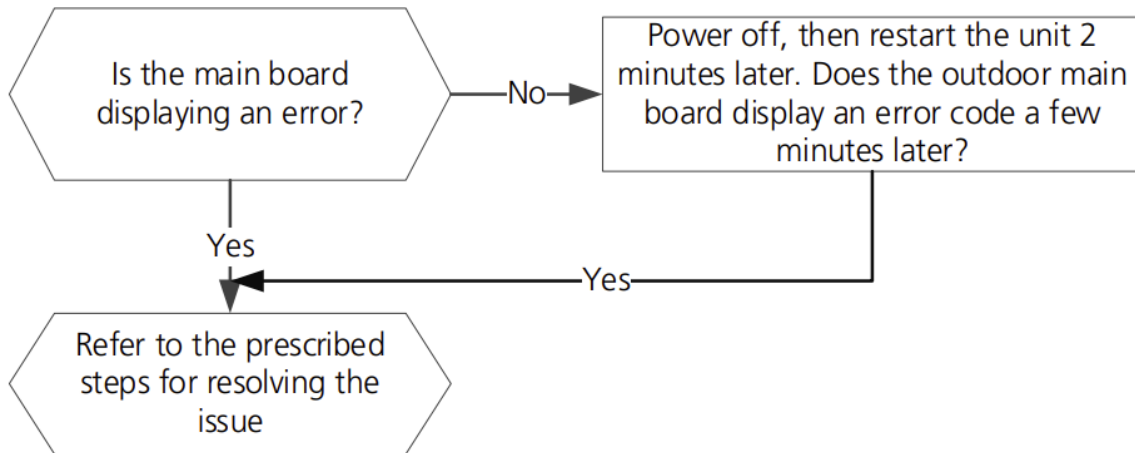 Is the main board
displaying an error?
No
Power off, then restart the unit 2
minutes later. Does the outdoor main
board display an error code a few
minutes later?
Yes
Yes
Refer to the prescribed
steps for resolving the
issue